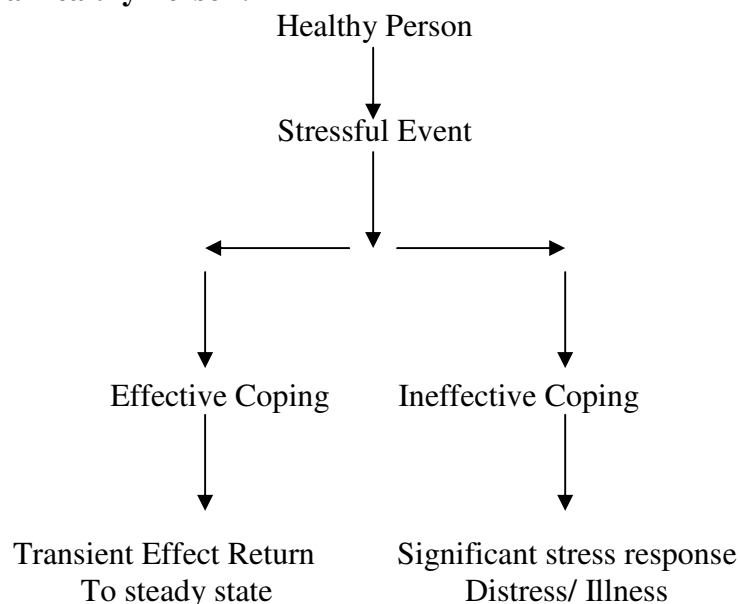 Healthy Person
Stressful Event
Effective Coping Ineffective Coping
Transient Effect Return Significant stress response
To steady state Distress/ Illness